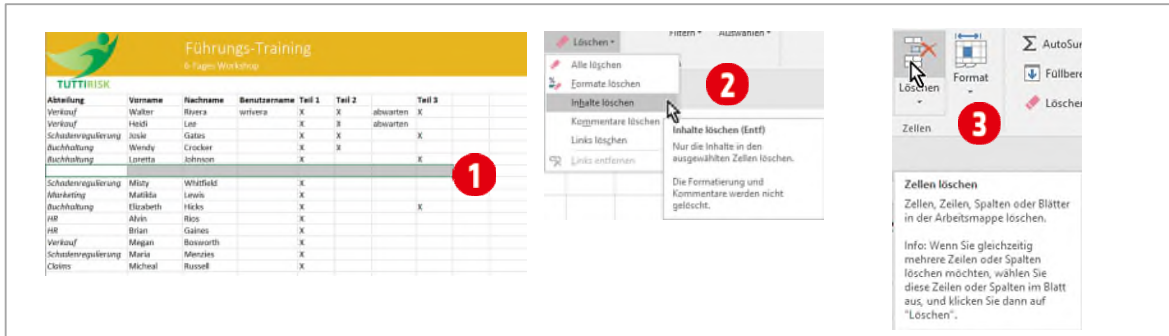 TUTTIRISK
Führungs-Training
6-Tages Workshop
Abteilung Vorname Nachname Benutzername Teil 1 Teil 2 Teil 3
Verkauf Walter Rivera wrivera X X abwarten X
Verkauf Heidi Lee X X abwarten
Schadenregulierung Josie Gates X X X
Buchhaltung Wendy Crocker X X
Buchhaltung Loretta Johnson X X
1
Schadenregulierung Misty Whitfield X
Marketing Matilda Lewis X
Buchhaltung Elizabeth Hicks X X
HR Alvin Rios X
HR Brian Gaines X
Verkauf Megan Bosworth X
Schadenregulierung Maria Menzies X
Claims Micheal Russell X
Löschen
Filtern Auswählen
Alle löschen
Formate löschen
Inhalte löschen
Kommentare löschen
Links löschen
Links entfernen
2
Inhalte löschen (Entf)
Nur die Inhalte in den
ausgewählten Zellen löschen.
Die Formatierung und
Kommentare werden nicht
gelöscht.
Löschen
Format
AutoSu
Füllbere
Lösche
Zellen
3
Zellen löschen
Zellen, Zeilen, Spalten oder Blätter
in der Arbeitsmappe löschen.
Info: Wenn Sie gleichzeitig
mehrere Zeilen oder Spalten
löschen möchten, wählen Sie
diese Zeilen oder Spalten im Blatt
aus, und klicken Sie dann auf
"Löschen".